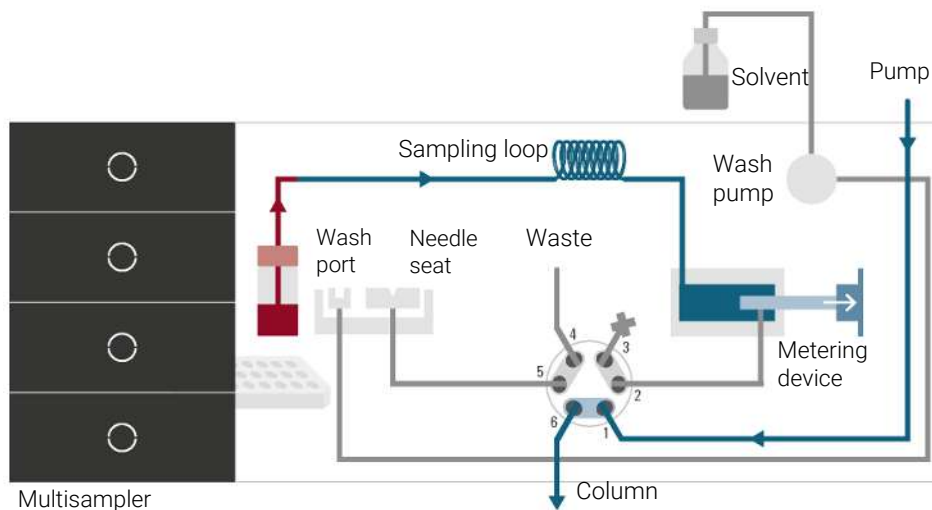 Solvent
Pump
Sampling loop
Wash
pump
Wash
port
Needle
seat
Waste
4
3
5
2
6
1
Metering
device
Column
Multisampler